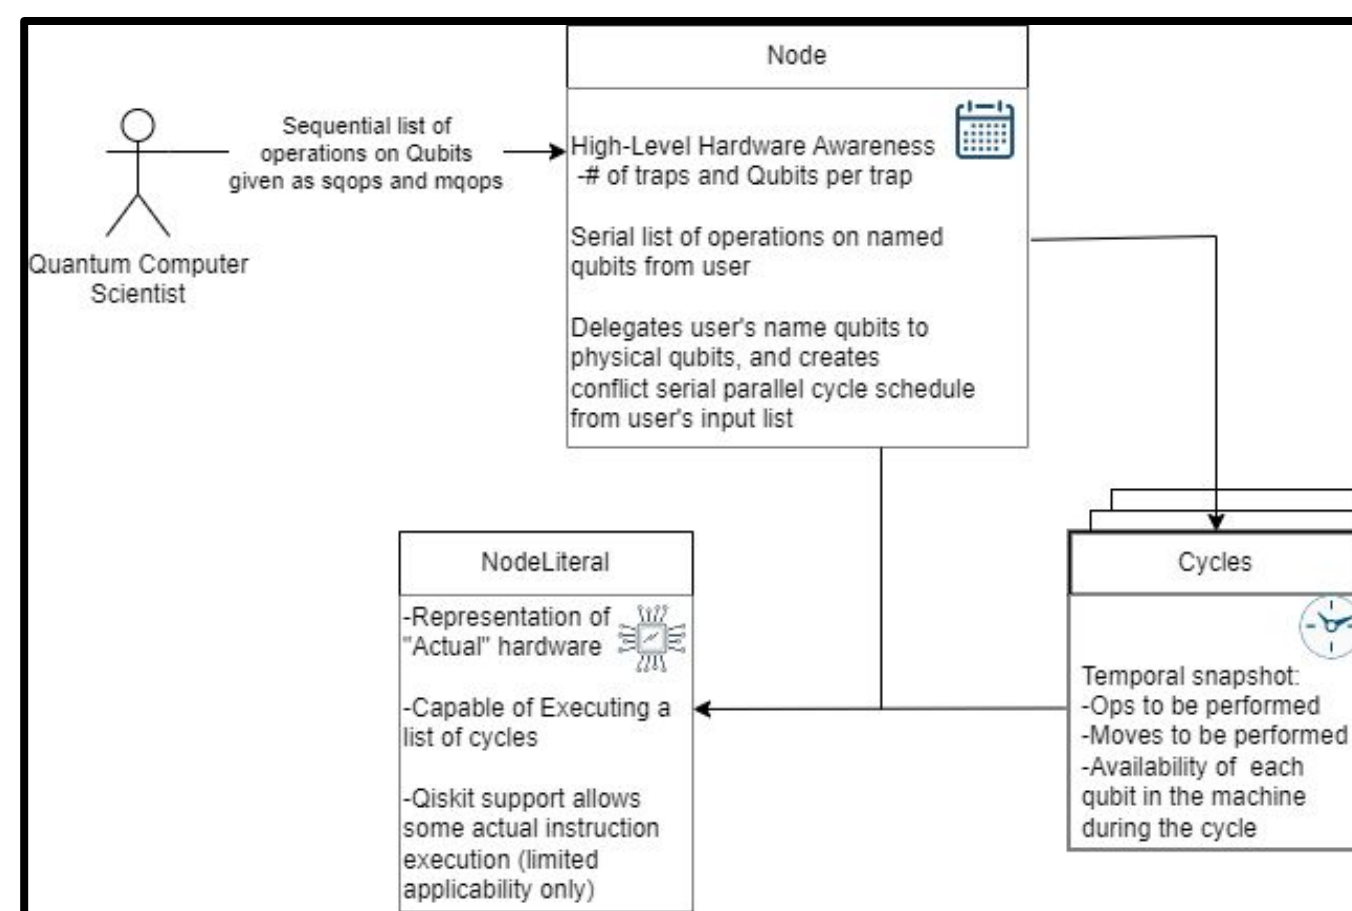 Node
Sequential list of
operations on Qubits
given as sqops and mqops
High-Level Hardware Awareness
-# of traps and Qubits per trap
Serial list of operations on named
qubits from user
Delegates user's name qubits to
physical qubits, and creates
conflict serial parallel cycle schedule
from user's input list
Quantum Computer
Scientist
NodeLiteral
-Representation of
"Actual" hardware
-Capable of Executing a
list of cycles
-Qiskit support allows
some actual instruction
execution (limited
applicability only)
Cycles
Temporal snapshot:
-Ops to be performed
-Moves to be performed
-Availability of each
qubit in the machine
during the cycle